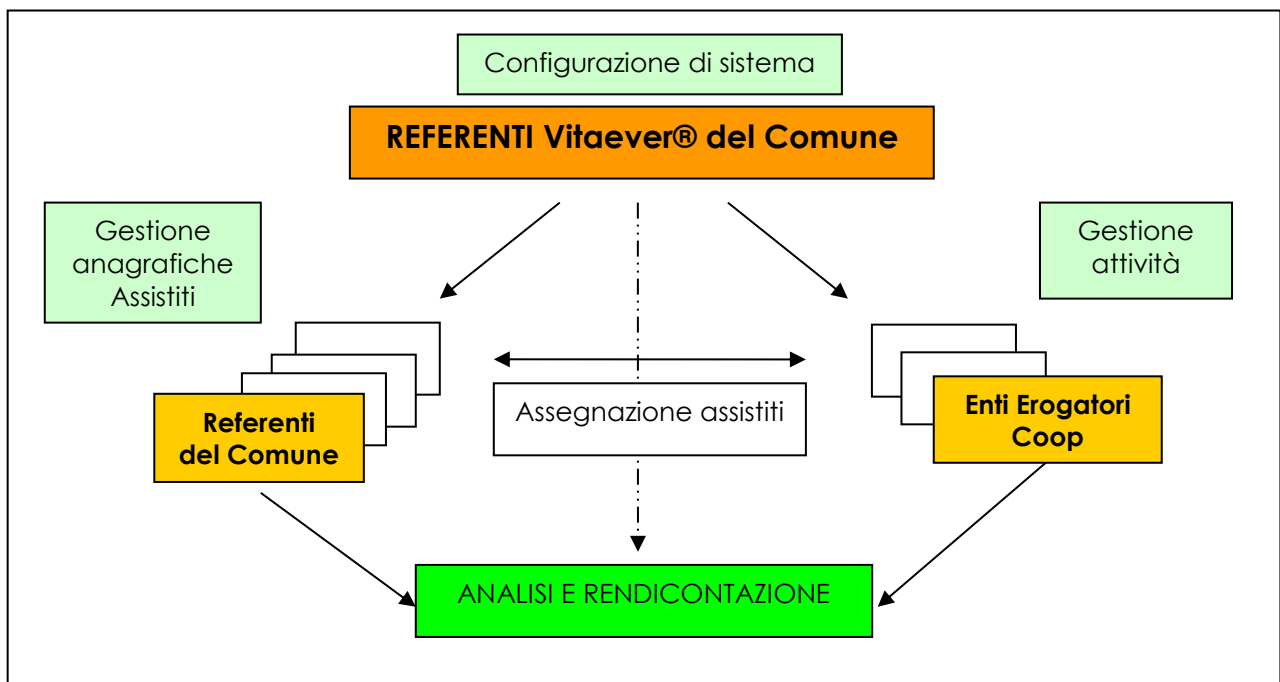 Configurazione di sistema
REFERENTI Vitaever® del Comune
Gestione
anagrafiche
Assistiti
Gestione
attività
Referenti
del Comune
Assegnazione assistiti
Enti Erogatori
Coop
ANALISI E RENDICONTAZIONE